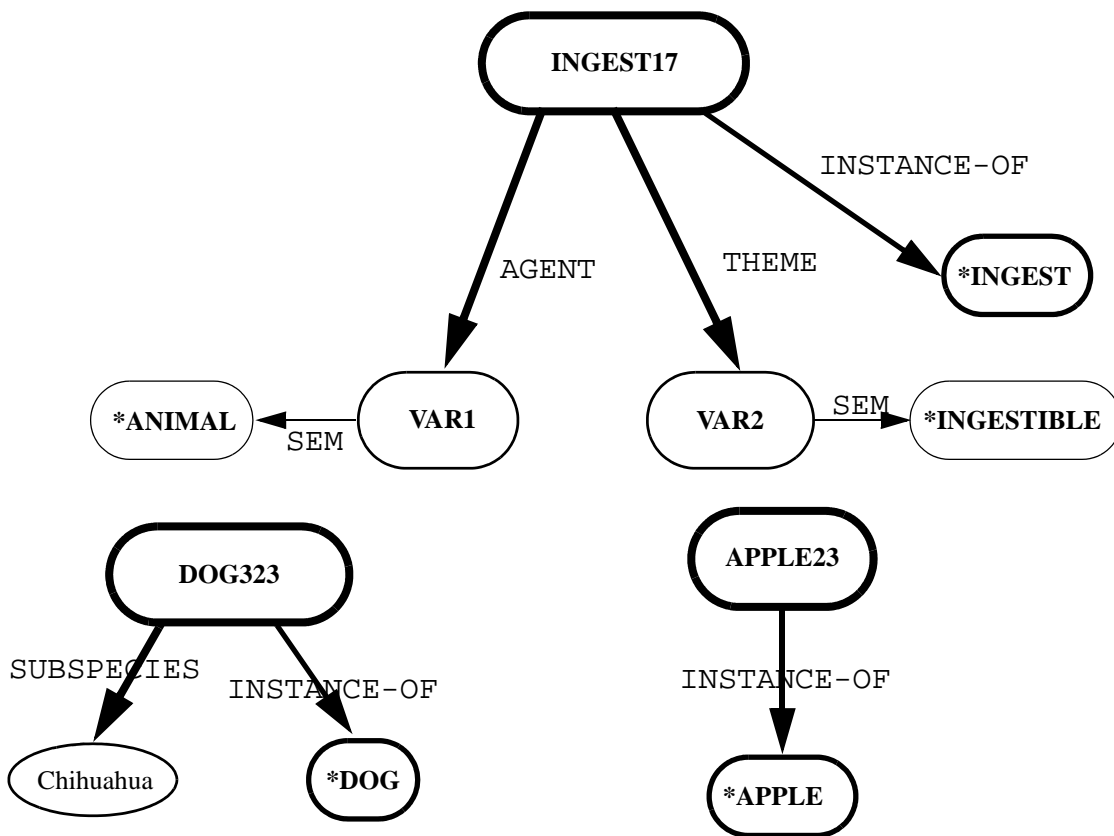 INGEST17
INSTANCE-OF
AGENT
THEME
*INGEST
*ANIMAL
SEM
VAR1
VAR2
SEM
*INGESTIBLE
DOG323
APPLE23
SUBSPECIES
INSTANCE-OF
INSTANCE-OF
Chihuahua
*DOG
*APPLE